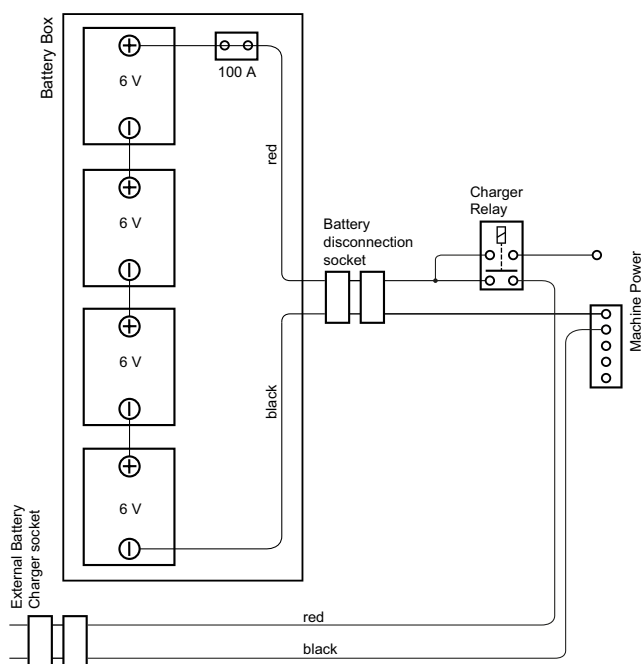 Battery Box
6 V
100 A
red
6 V
Charger
Relay
Battery
disconnection
socket
Machine Power
6 V
black
6 V
External Battery
Charger socket
red
black